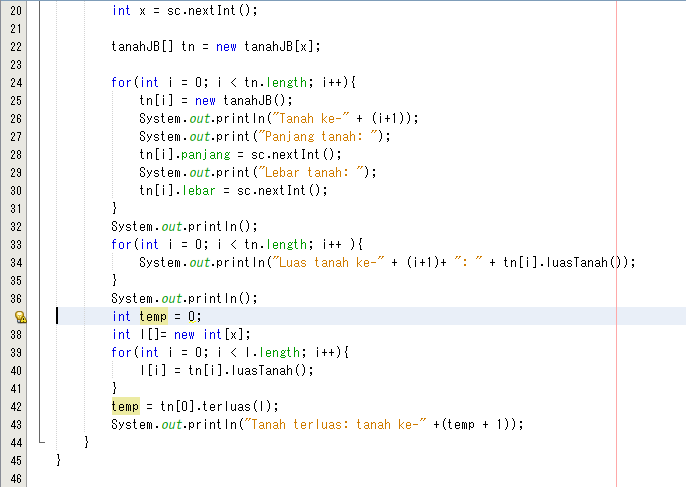 20 int x = sc.nextInt();
21
22 tanahJB[] tn = new tanahJB[x];
23
24 for(int i = 0; i < tn.length; i++){
25 tn[i] = new tanahJB();
26 System.out.println("Tanah ke-" + (i+1));
27 System.out.print("Panjang tanah: ");
28 tn[i].panjang = sc.nextInt();
29 System.out.print("Lebar tanah: ");
30 tn[i].lebar = sc.nextInt();
31 }
32 System.out.println();
33 for(int i = 0; i < tn.length; i++ ){
34 System.out.println("Luas tanah ke-" + (i+1)+ ": " + tn[i].luasTanah());
35 }
36 System.out.println();
int temp = 0;
38 int l[]= new int[x];
39 for(int i = 0; i < l.length; i++){
40 l[i] = tn[i].luasTanah();
41 }
42 temp = tn[0].terluas(l);
43 System.out.println("Tanah terluas: tanah ke-" +(temp + 1));
44 }
45 }
46